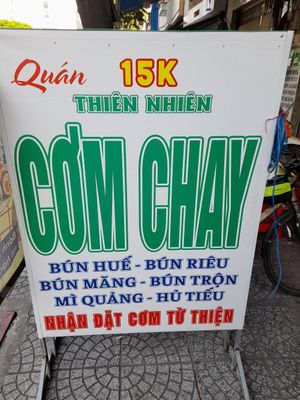 Quán 15K
THIÊN NHIÊN
CƠM CHAY
BÚN HUẾ - BÚN RIÊU
BÚN MĂNG - BÚN TRỘN
MÌ QUẢNG - HỦ TIẾU
NHẬN ĐẶT CƠM TỪ THIỆN